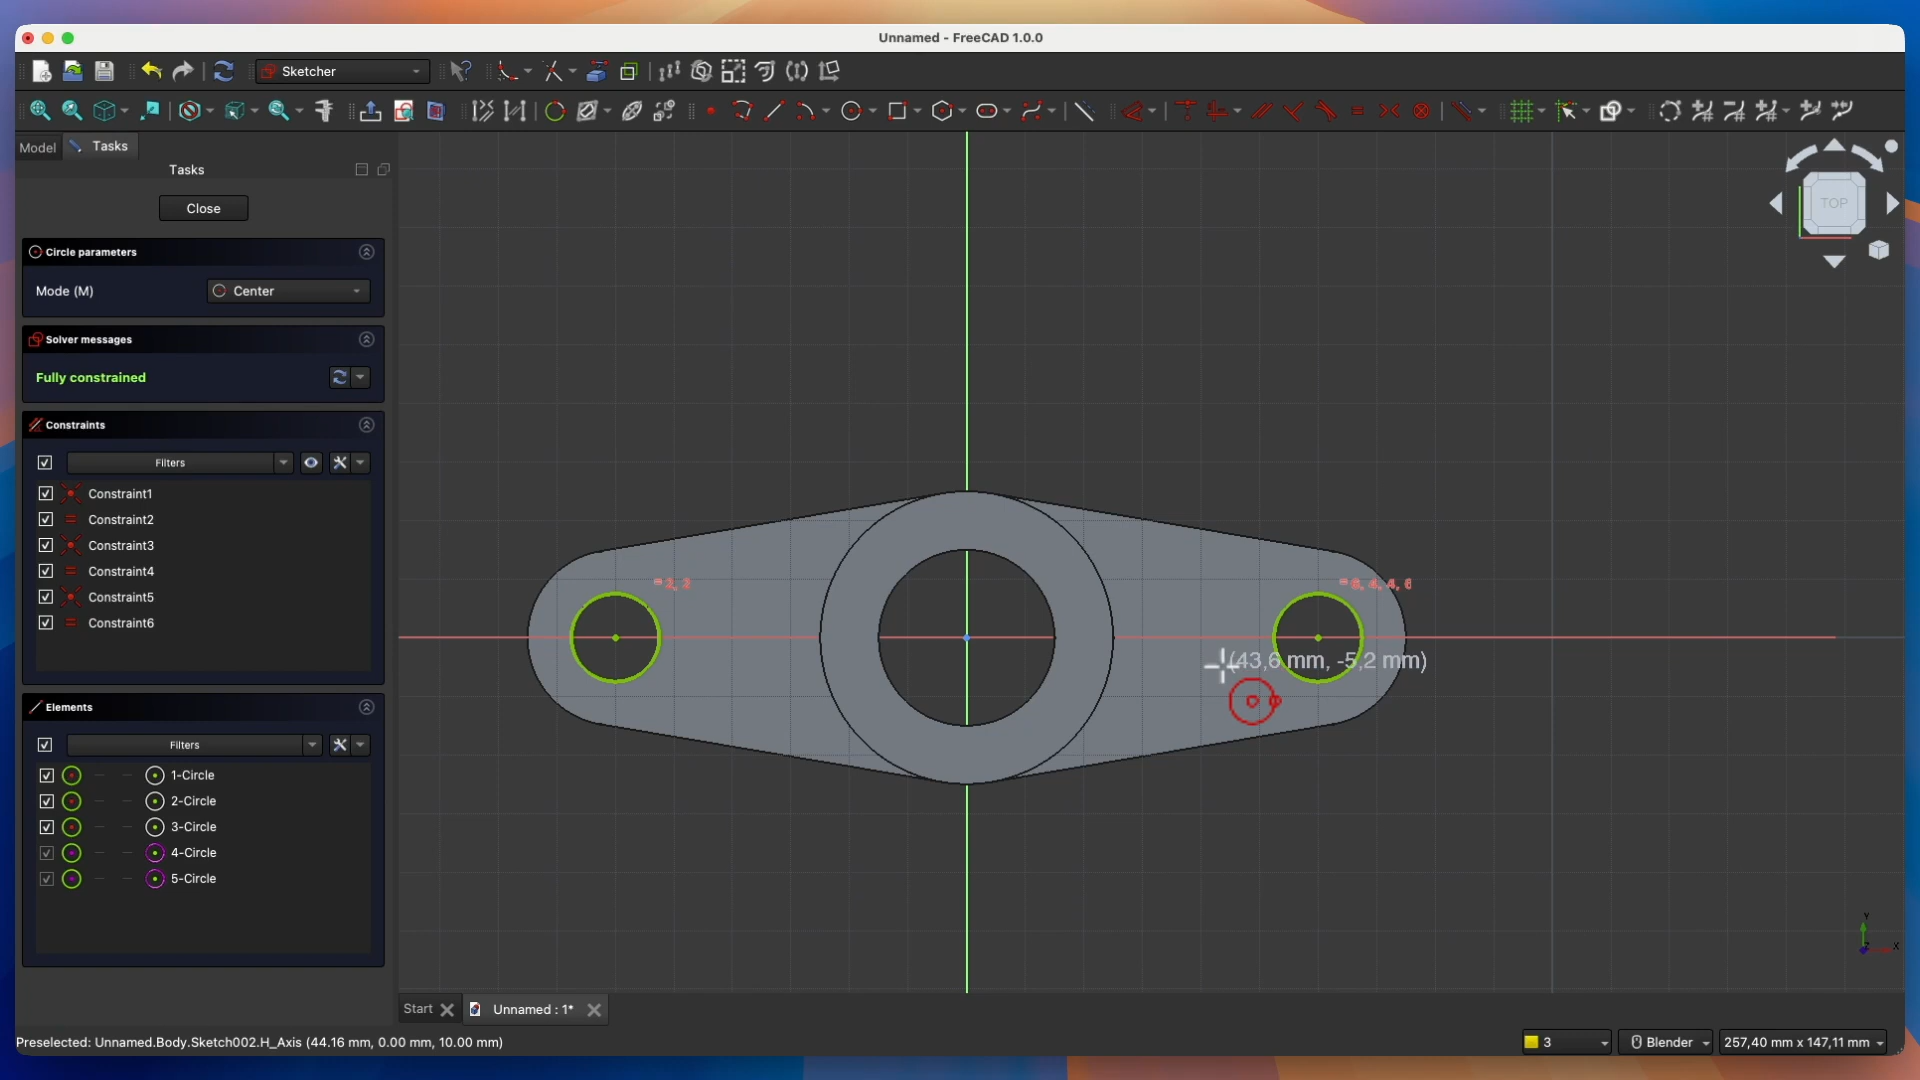 Unnamed - FreeCAD 1.0.0
Sketcher
Model
Tasks
Tasks
Close
Circle parameters
Mode (M)
Center
Solver messages
Fully constrained
Constraints
Filters
Constraint1
Constraint2
Constraint3
Constraint4
Constraint5
Constraint6
Elements
Filters
1-Circle
2-Circle
3-Circle
4-Circle
5-Circle
TOP
(43,6 mm, -5,2 mm)
Y
X
Start
Unnamed : 1*
Preselected: Unnamed.Body.Sketch002.H_Axis (44.16 mm, 0.00 mm, 10.00 mm)
3
Blender
257,40 mm x 147,11 mm